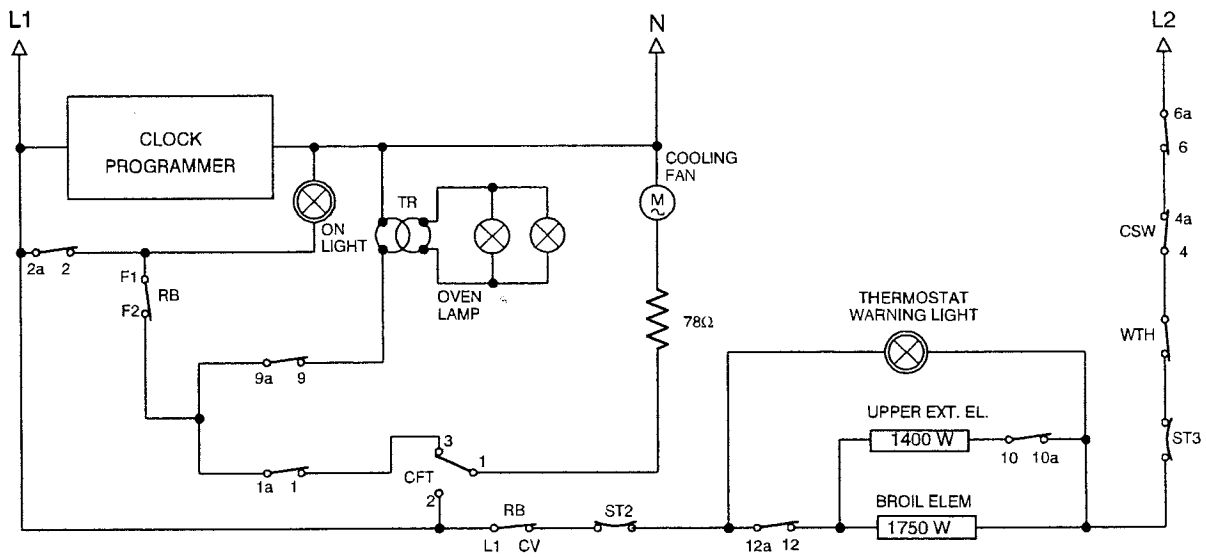 L1
N
L2
CLOCK
PROGRAMMER
6a
6
COOLING
FAN
M
~
TR
ON
LIGHT
4a
CSW
4
2a
2
F1
RB
F2
OVEN
LAMP
THERMOSTAT
WARNING LIGHT
78Ω
WTH
9a
9
UPPER EXT. EL.
1400 W
ST3
3
1
10
10a
1a
1
CFT
2
BROIL ELEM
1750 W
RB
ST2
L1
CV
12a
12